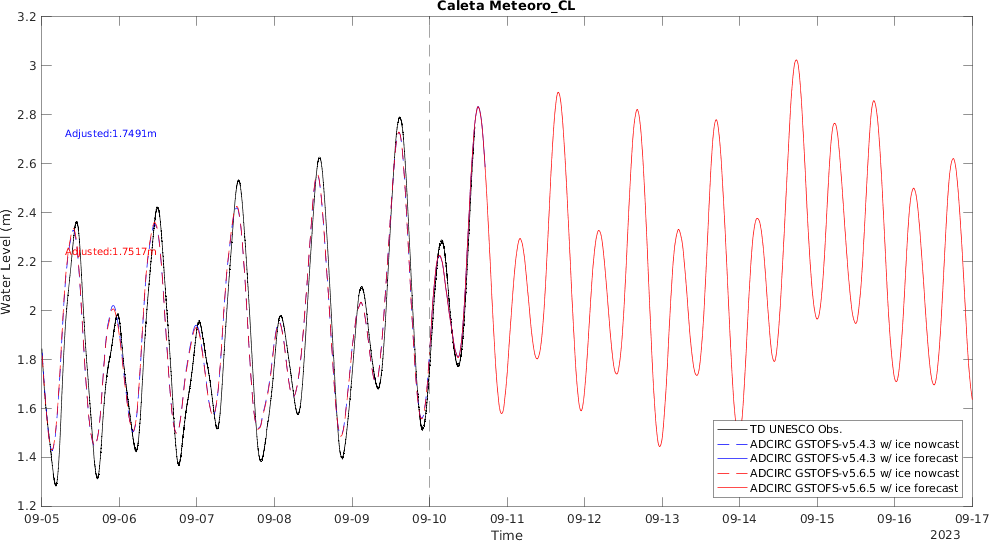 Caleta Meteoro_CL
3.2
3
2.8
2.6
2.4
2.2
2
1.8
1.6
1.4
1.2
Water Level (m)
Adjusted:1.7491m
Adjusted:1.7517m
TD UNESCO Obs.
ADCIRC GSTOFS-v5.4.3 w/ ice nowcast
ADCIRC GSTOFS-v5.4.3 w/ ice forecast
ADCIRC GSTOFS-v5.6.5 w/ ice nowcast
ADCIRC GSTOFS-v5.6.5 w/ ice forecast
09-05 09-06 09-07 09-08 09-09 09-10 09-11 09-12 09-13 09-14 09-15 09-16 09-17
Time
2023